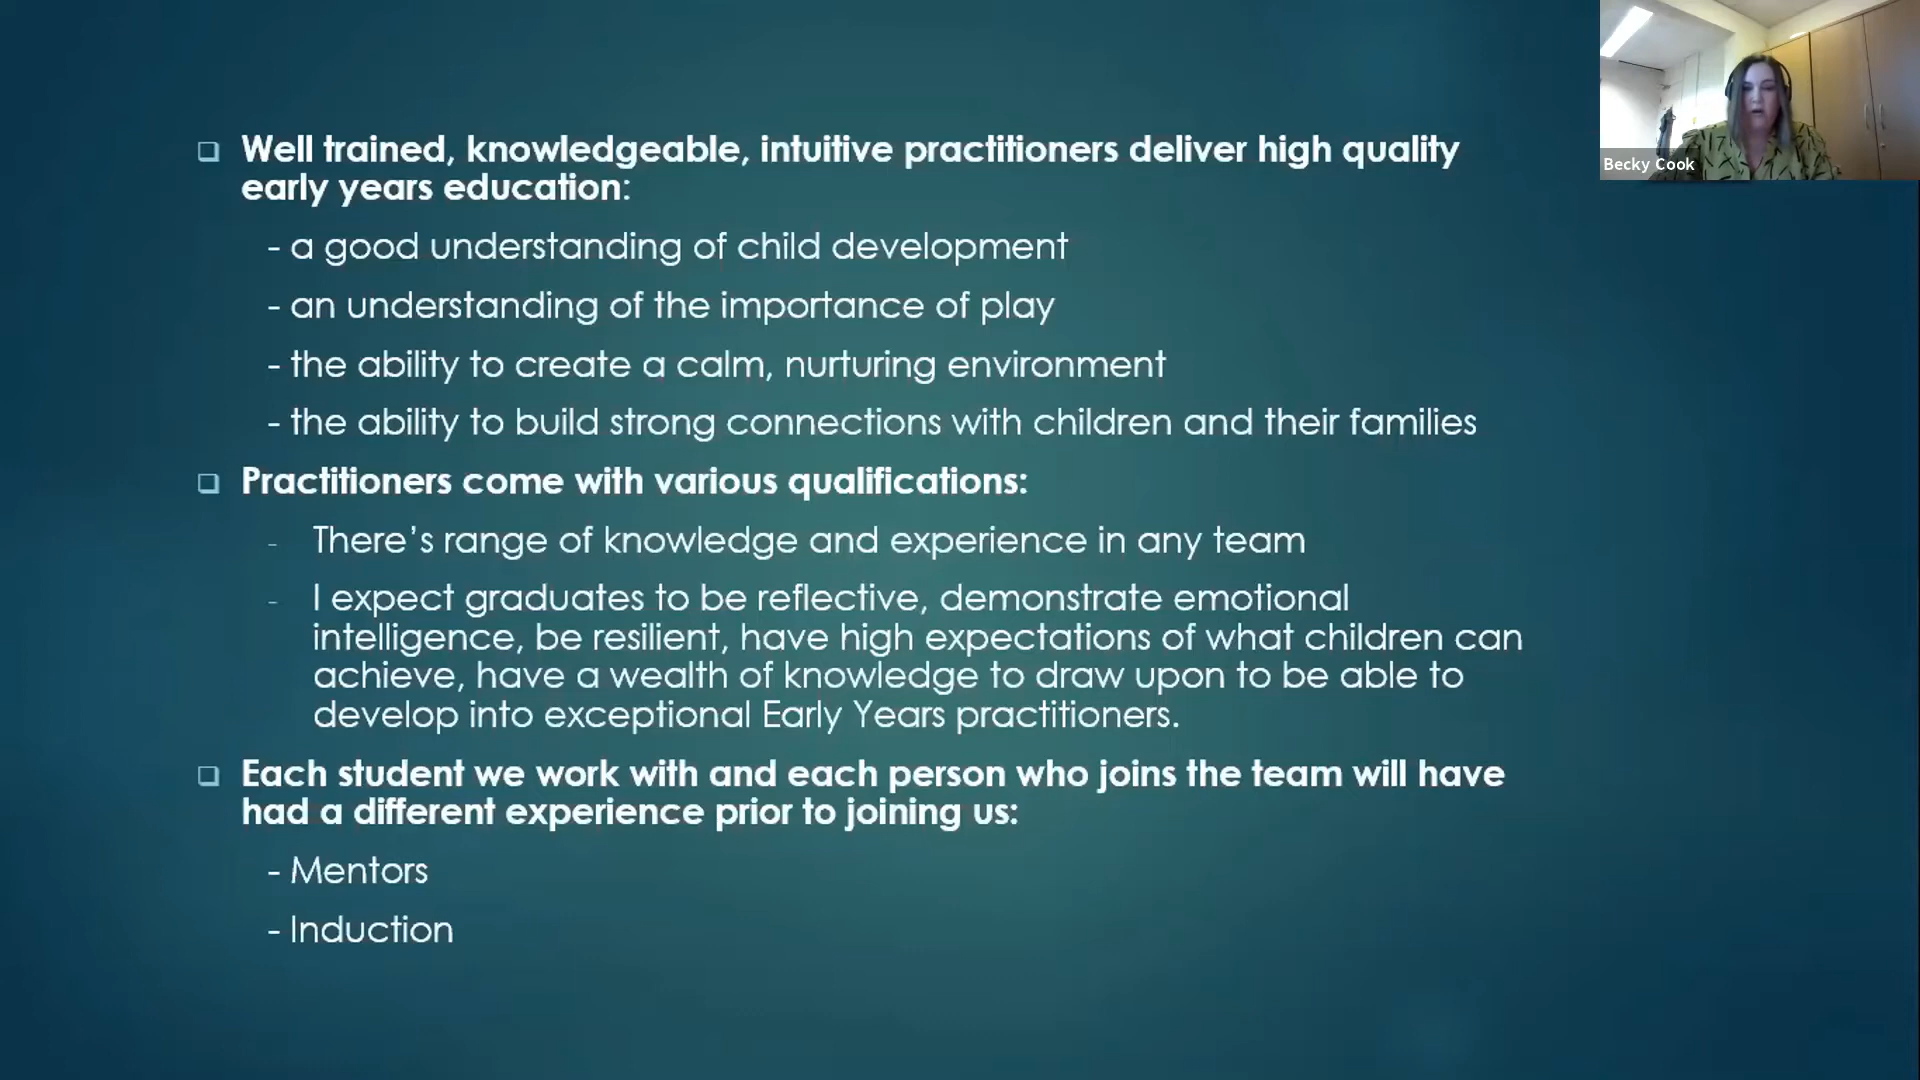 Well trained, knowledgeable, intuitive practitioners deliver high quality
early years education:
- a good understanding of child development
- an understanding of the importance of play
- the ability to create a calm, nurturing environment
- the ability to build strong connections with children and their families
Practitioners come with various qualifications:
- There’s range of knowledge and experience in any team
- I expect graduates to be reflective, demonstrate emotional
intelligence, be resilient, have high expectations of what children can
achieve, have a wealth of knowledge to draw upon to be able to
develop into exceptional Early Years practitioners.
Each student we work with and each person who joins the team will have
had a different experience prior to joining us:
- Mentors
- Induction
Becky Cook